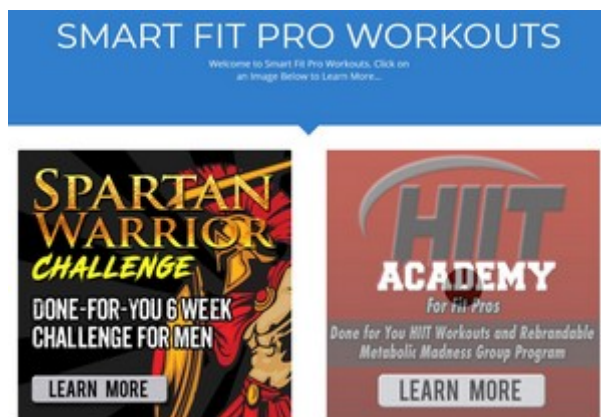 SMART FIT PRO WORKOUTS
Welcome to Smart Fit Pro Workouts. Click on
an Image Below to Learn More...
SPARTAN
WARRIOR
CHALLENGE
DONE-FOR-YOU 6 WEEK
CHALLENGE FOR MEN
LEARN MORE
HIIT
ACADEMY
For Fit Pros
Done for You HIIT Workouts and Rebrandable
Metabolic Madness Group Program
LEARN MORE